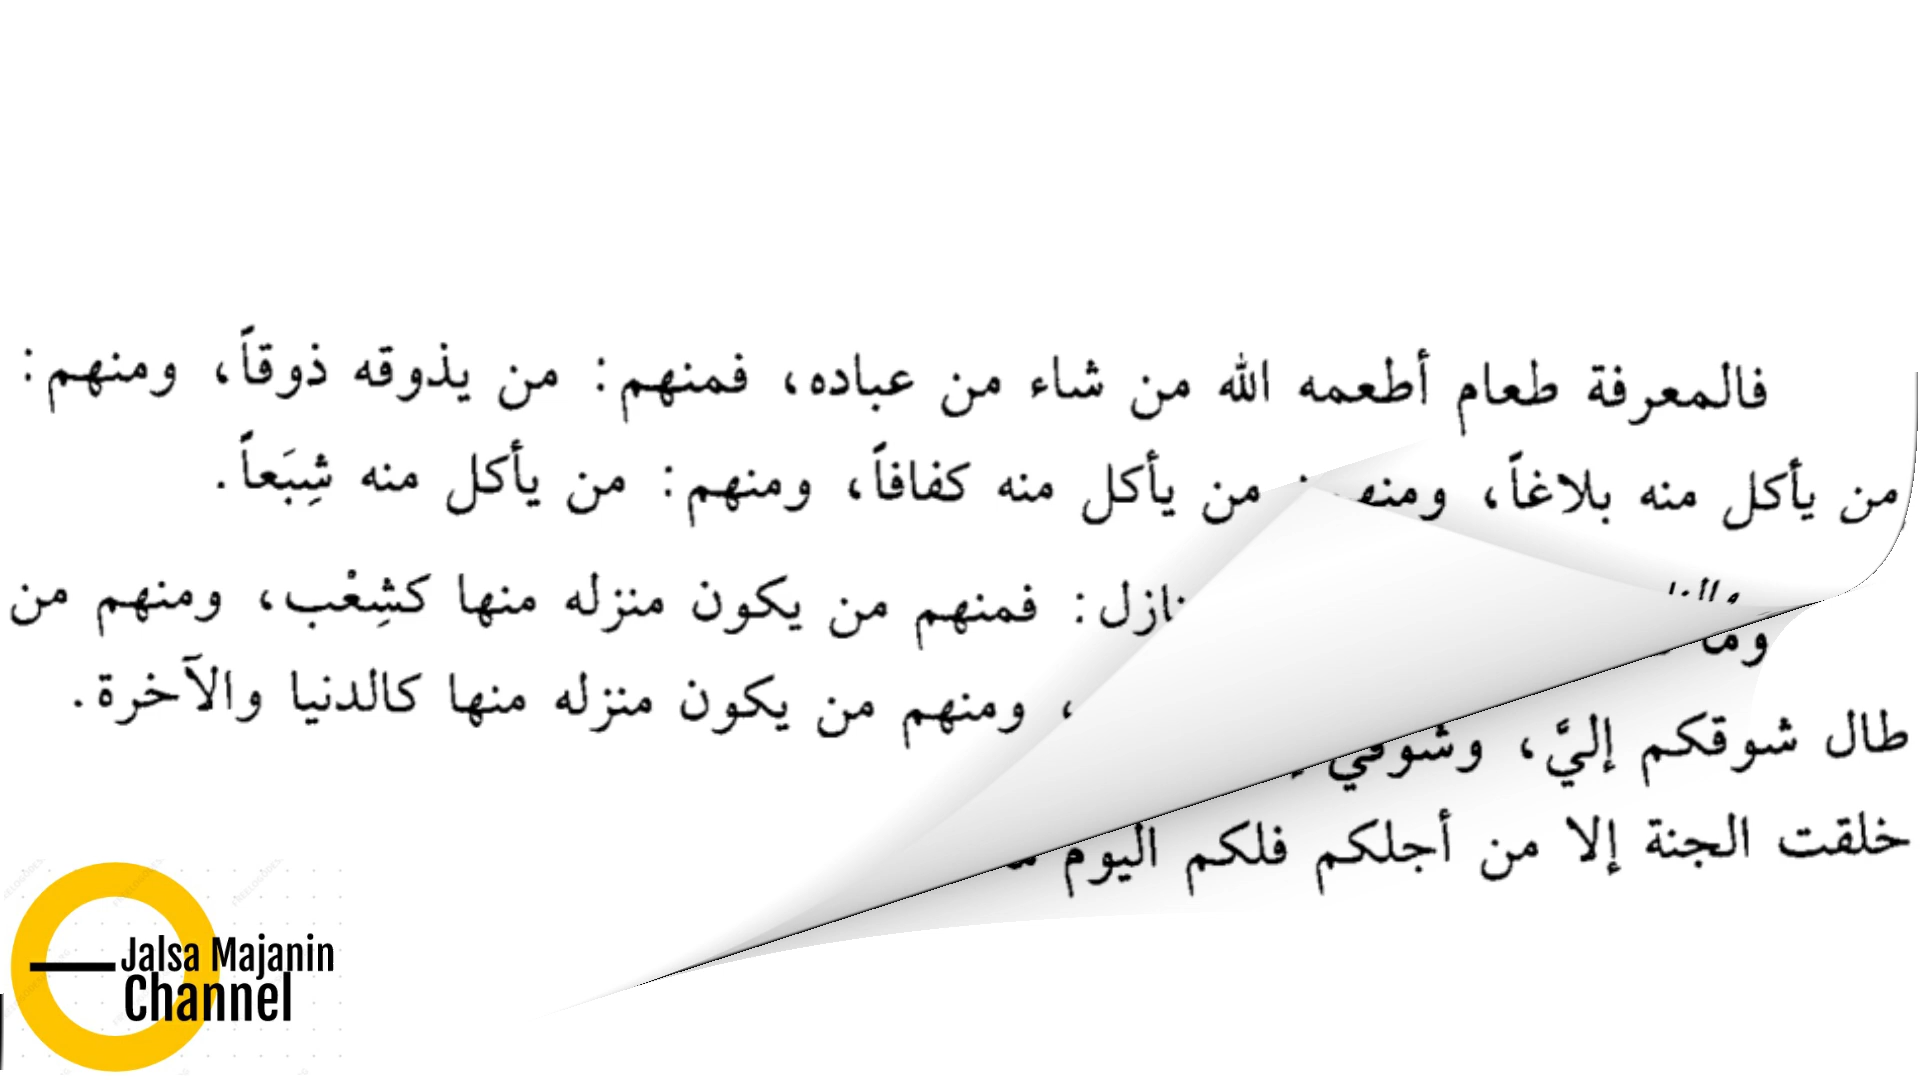 فالمعرفة طعام أطعمه الله من شاء من عباده، فمنهم: من يذوقه ذوقاً، ومنهم:
من يأكل منه بلاغاً، ومنهم: من يأكل منه كفافاً، ومنهم: من يأكل منه شِبَعاً.
: فمنهم من يكون منزله منها كشِعْب، ومنهم من
، ومنهم من يكون منزله منها كالدنيا والآخرة.
وما
طال شوقكم إليَّ، وشوقي
خلقت الجنة إلا من أجلكم فلكم اليوم
Jalsa Majanin
Channel